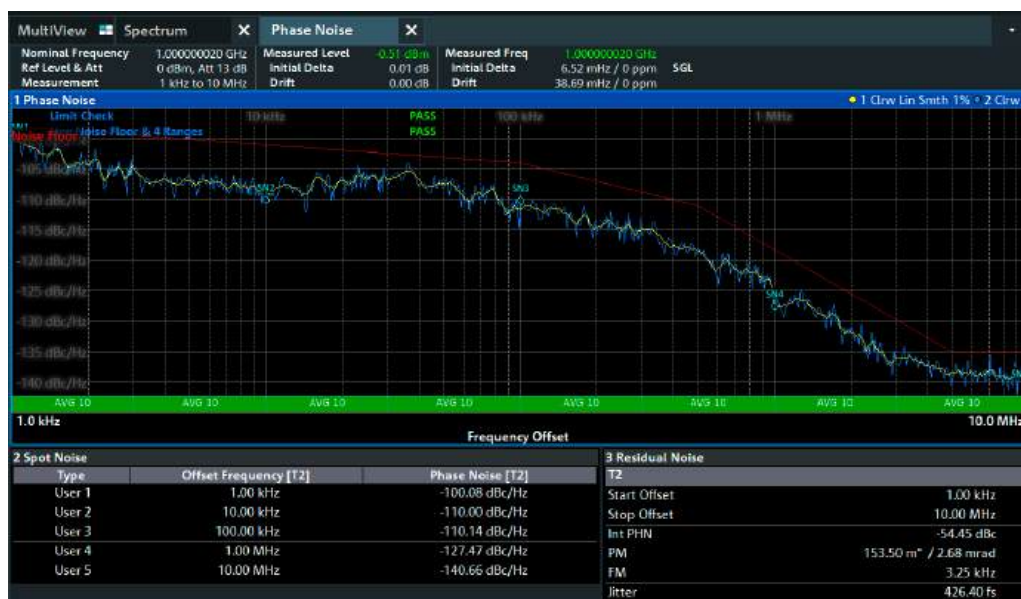 MultiView Spectrum X Phase Noise X
Nominal Frequency 1.000000020 GHz Measured Level -0.51 dBm Measured Freq 1.000000020 GHz
Ref Level & Att 0 dBm, Att 13 dB Initial Delta 0.01 dB Initial Delta 6.52 mHz / 0 ppm SGL
Measurement 1 kHz to 10 MHz Drift 0.00 dB Drift 38.69 mHz / 0 ppm
1 Phase Noise 1 Clrw Lin Smth 1% 2 Clrw
Limit Check 10 kHz PASS 100 kHz 1 MHz
Noise Floor Noise Floor & 4 Ranges PASS
SN1
-105 dBc/Hz
SN2
SN3
-110 dBc/Hz
-115 dBc/Hz
-120 dBc/Hz
-125 dBc/Hz
SN4
-130 dBc/Hz
-135 dBc/Hz
-140 dBc/Hz
AVG 10 AVG 10 AVG 10 AVG 10 AVG 10 AVG 10 AVG 10 AVG 10
1.0 kHz 10.0 MHz
Frequency Offset
2 Spot Noise
Type Offset Frequency [T2] Phase Noise [T2]
User 1 1.00 kHz -100.08 dBc/Hz
User 2 10.00 kHz -110.00 dBc/Hz
User 3 100.00 kHz -110.14 dBc/Hz
User 4 1.00 MHz -127.47 dBc/Hz
User 5 10.00 MHz -140.66 dBc/Hz
3 Residual Noise
T2
Start Offset 1.00 kHz
Stop Offset 10.00 MHz
Int PHN -54.45 dBc
PM 153.50 m° / 2.68 mrad
FM 3.25 kHz
Jitter 426.40 fs